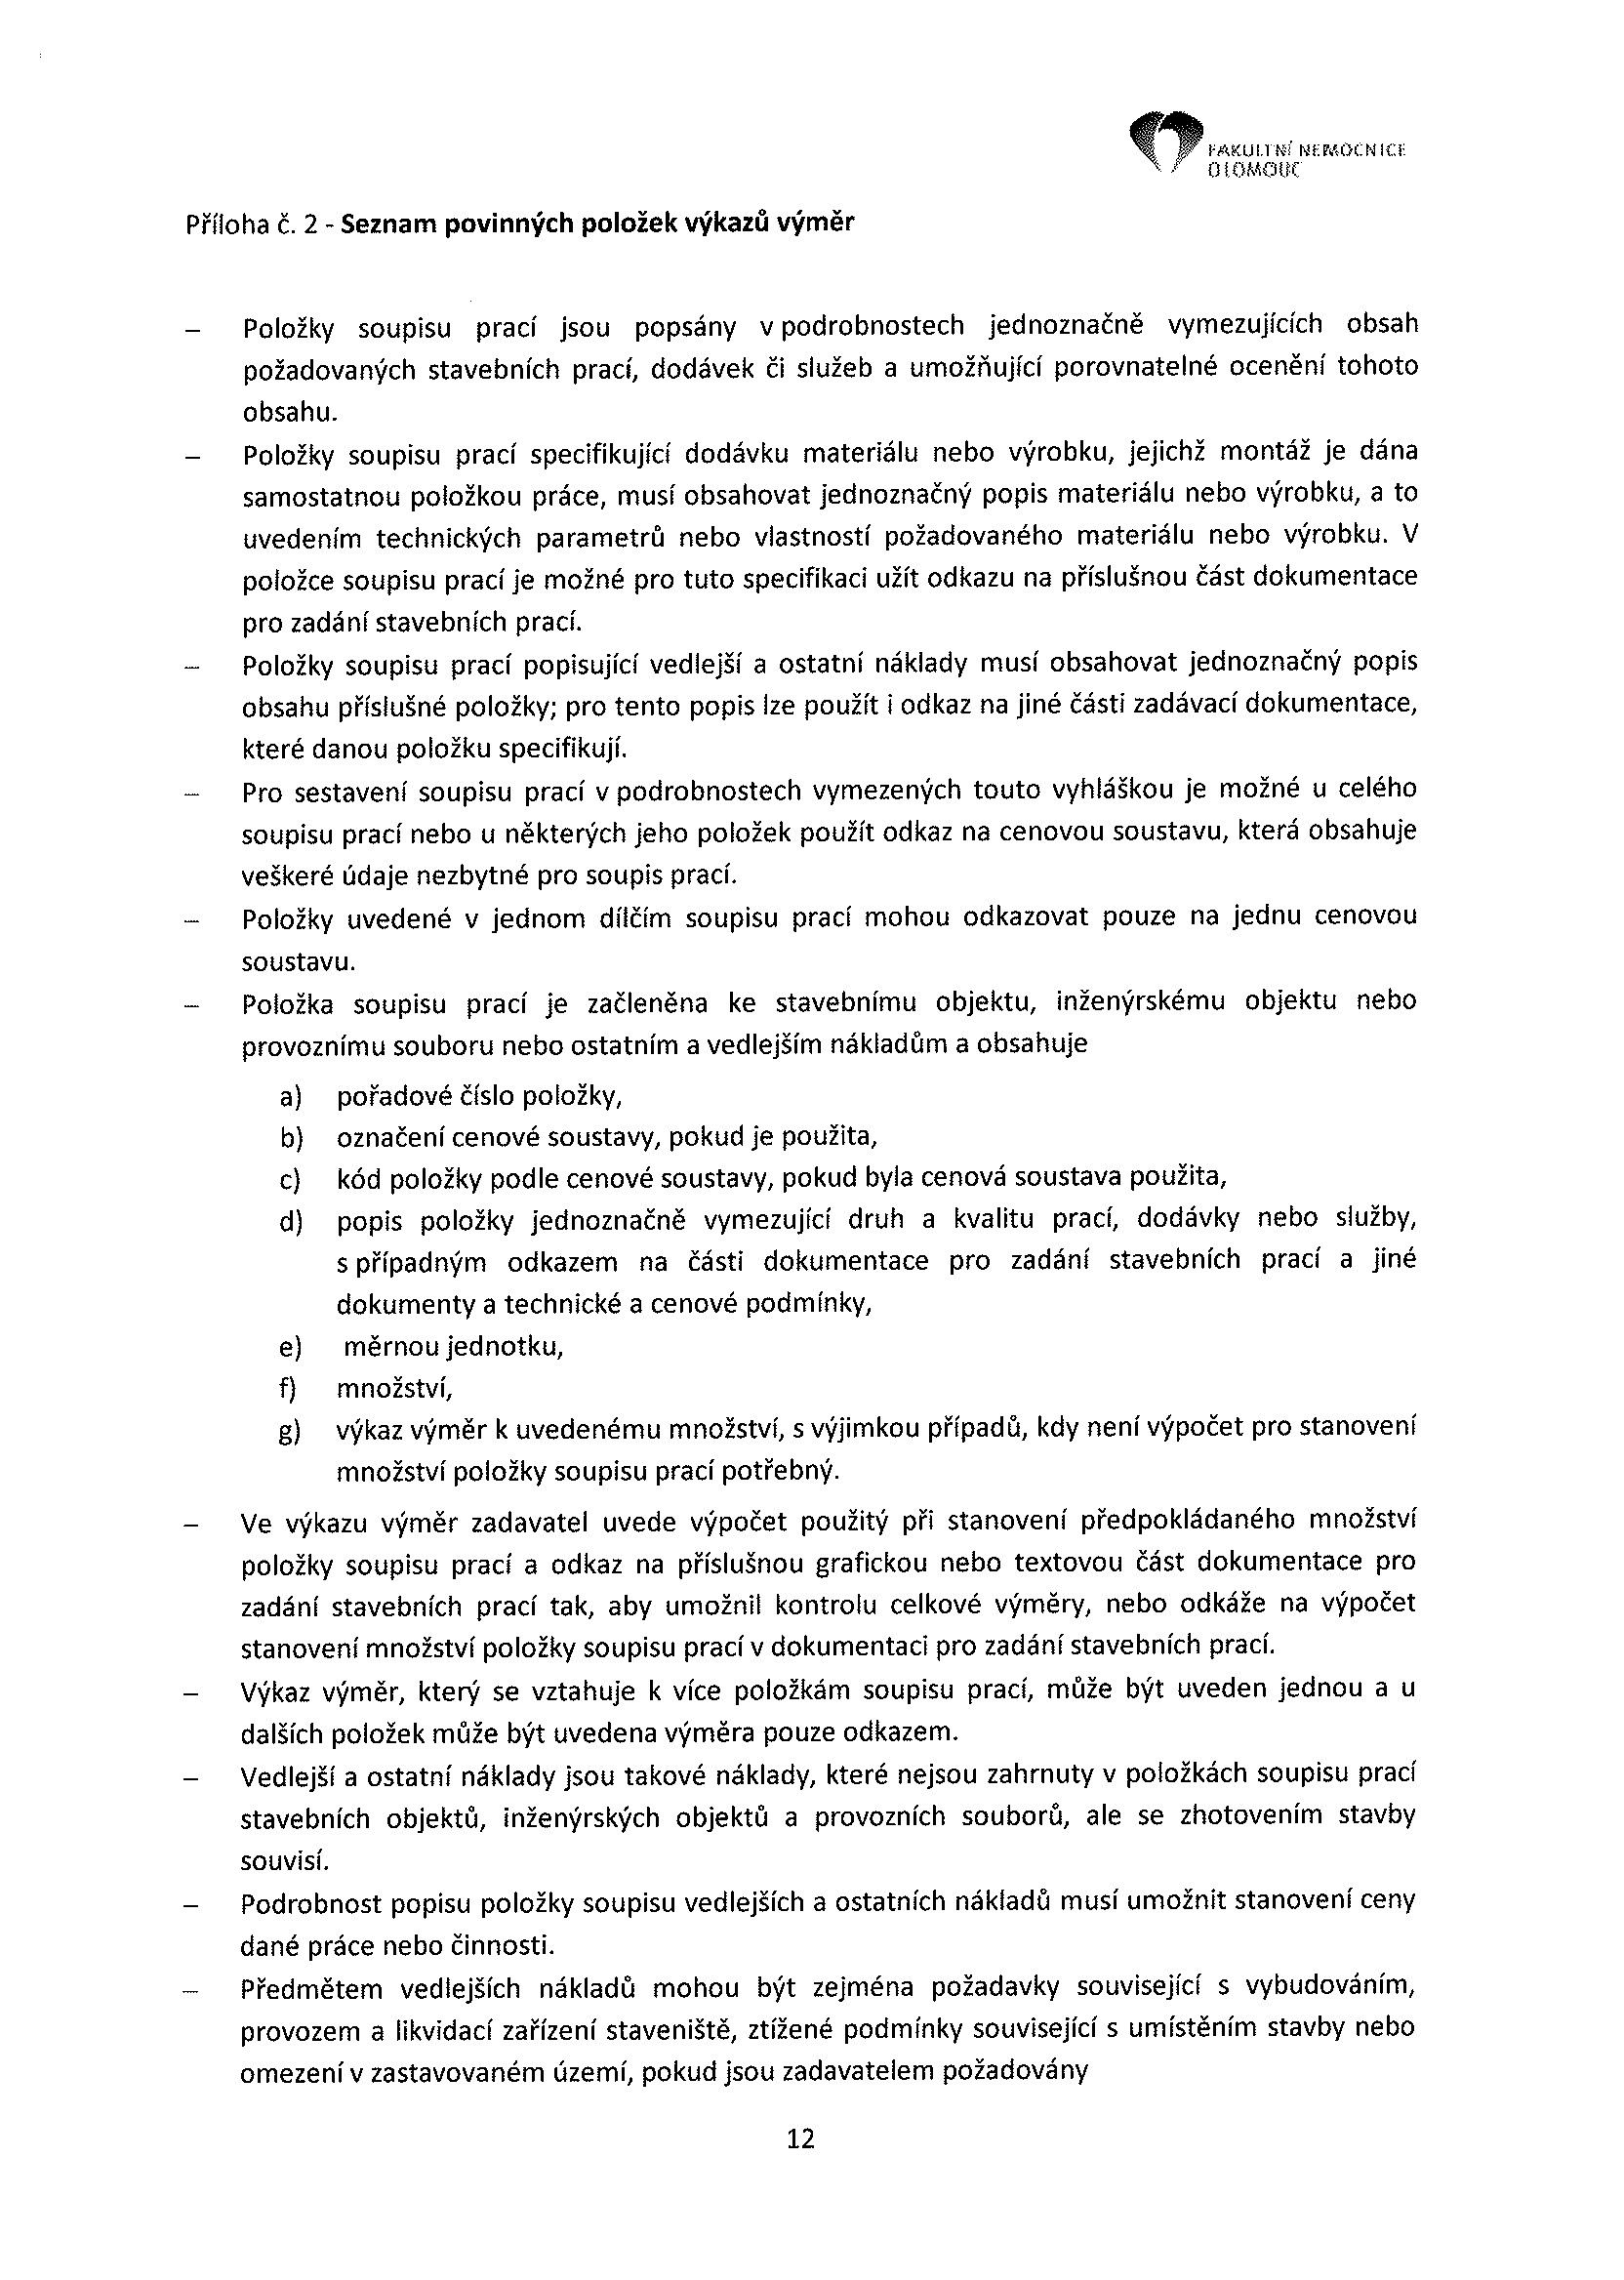 FAKULTNÍ NEMOCNICE
OLOMOUC
Příloha č. 2 - Seznam povinných položek výkazů výměr
– Položky soupisu prací jsou popsány v podrobnostech jednoznačně vymezujících obsah
požadovaných stavebních prací, dodávek či služeb a umožňující porovnatelné ocenění tohoto
obsahu.
– Položky soupisu prací specifikující dodávku materiálu nebo výrobku, jejichž montáž je dána
samostatnou položkou práce, musí obsahovat jednoznačný popis materiálu nebo výrobku, a to
uvedením technických parametrů nebo vlastností požadovaného materiálu nebo výrobku. V
položce soupisu prací je možné pro tuto specifikaci užít odkazu na příslušnou část dokumentace
pro zadání stavebních prací.
– Položky soupisu prací popisující vedlejší a ostatní náklady musí obsahovat jednoznačný popis
obsahu příslušné položky; pro tento popis lze použít i odkaz na jiné části zadávací dokumentace,
které danou položku specifikují.
– Pro sestavení soupisu prací v podrobnostech vymezených touto vyhláškou je možné u celého
soupisu prací nebo u některých jeho položek použít odkaz na cenovou soustavu, která obsahuje
veškeré údaje nezbytné pro soupis prací.
– Položky uvedené v jednom dílčím soupisu prací mohou odkazovat pouze na jednu cenovou
soustavu.
– Položka soupisu prací je začleněna ke stavebnímu objektu, inženýrskému objektu nebo
provoznímu souboru nebo ostatním a vedlejším nákladům a obsahuje
a) pořadové číslo položky,
b) označení cenové soustavy, pokud je použita,
c) kód položky podle cenové soustavy, pokud byla cenová soustava použita,
d) popis položky jednoznačně vymezující druh a kvalitu prací, dodávky nebo služby,
s případným odkazem na části dokumentace pro zadání stavebních prací a jiné
dokumenty a technické a cenové podmínky,
e) měrnou jednotku,
f) množství,
g) výkaz výměr k uvedenému množství, s výjimkou případů, kdy není výpočet pro stanovení
množství položky soupisu prací potřebný.
– Ve výkazu výměr zadavatel uvede výpočet použitý při stanovení předpokládaného množství
položky soupisu prací a odkaz na příslušnou grafickou nebo textovou část dokumentace pro
zadání stavebních prací tak, aby umožnil kontrolu celkové výměry, nebo odkáže na výpočet
stanovení množství položky soupisu prací v dokumentaci pro zadání stavebních prací.
– Výkaz výměr, který se vztahuje k více položkám soupisu prací, může být uveden jednou a u
dalších položek může být uvedena výměra pouze odkazem.
– Vedlejší a ostatní náklady jsou takové náklady, které nejsou zahrnuty v položkách soupisu prací
stavebních objektů, inženýrských objektů a provozních souborů, ale se zhotovením stavby
souvisí.
– Podrobnost popisu položky soupisu vedlejších a ostatních nákladů musí umožnit stanovení ceny
dané práce nebo činnosti.
– Předmětem vedlejších nákladů mohou být zejména požadavky související s vybudováním,
provozem a likvidací zařízení staveniště, ztížené podmínky související s umístěním stavby nebo
omezení v zastavovaném území, pokud jsou zadavatelem požadovány
12